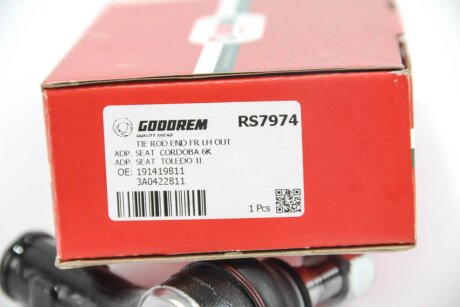 GOODREM
QUALITY AHEAD
RS7974
TIE ROD END FR LH OUT
ADP. SEAT CORDOBA 6K
ADP. SEAT TOLEDO 1L
OE: 191419811
3A0422811
1 Pcs